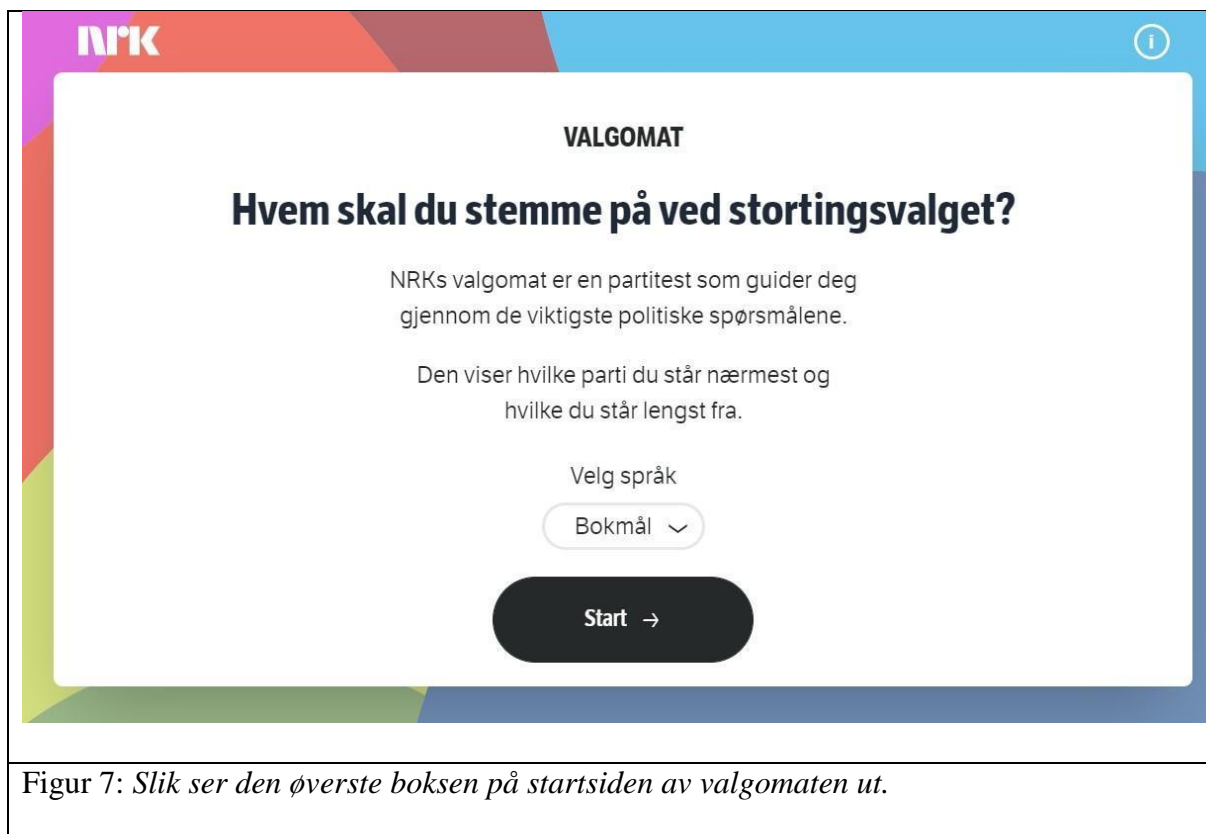 NRK
i
VALGOMAT
Hvem skal du stemme på ved stortingsvalget?
NRKs valgomat er en partitest som guider deg
gjennom de viktigste politiske spørsmålene.
Den viser hvilke parti du står nærmest og
hvilke du står lengst fra.
Velg språk
Bokmål
Start →
Figur 7: Slik ser den øverste boksen på startsiden av valgomaten ut.